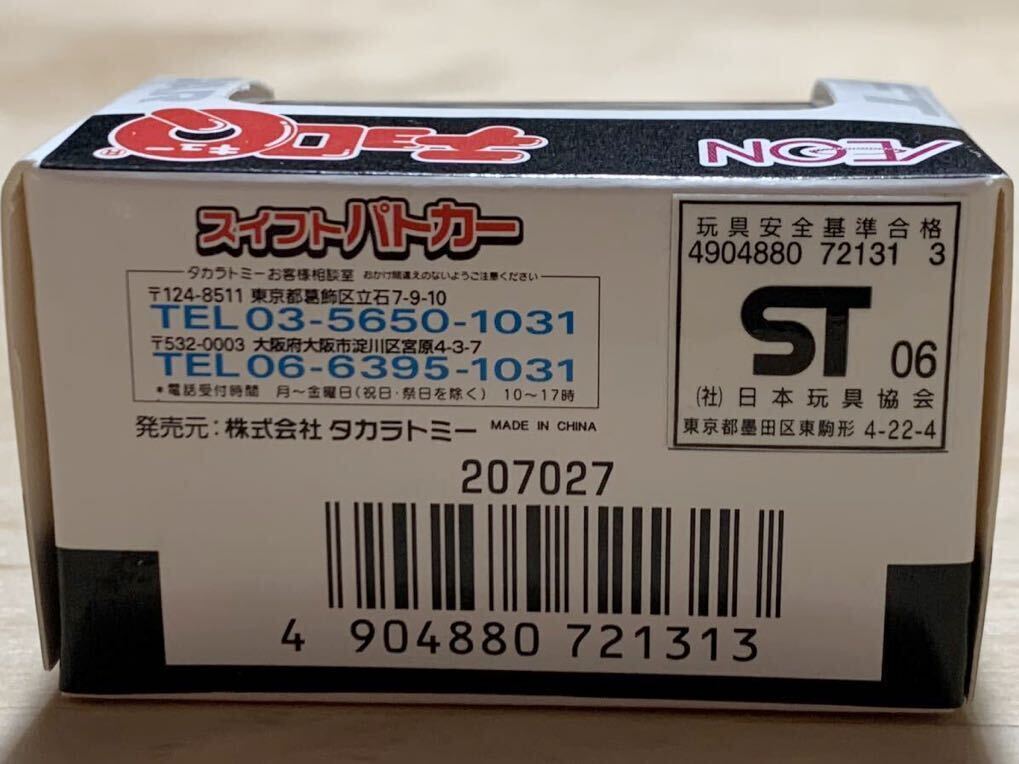 チョロQ
キュー
®
ÆON
スイフトパトカー
タカラトミーお客様相談室 おかけ間違えのないようご注意ください
〒124-8511 東京都葛飾区立石7-9-10
TEL 03-5650-1031
〒532-0003 大阪府大阪市淀川区宮原4-3-7
TEL 06-6395-1031
*電話受付時間 月～金曜日(祝日・祭日を除く) 10～17時
発売元:株式会社 タカラトミー MADE IN CHINA
玩具安全基準合格
4904880 72131 3
ST 06
(社)日本玩具協会
東京都墨田区東駒形 4-22-4
207027
4 904880 721313